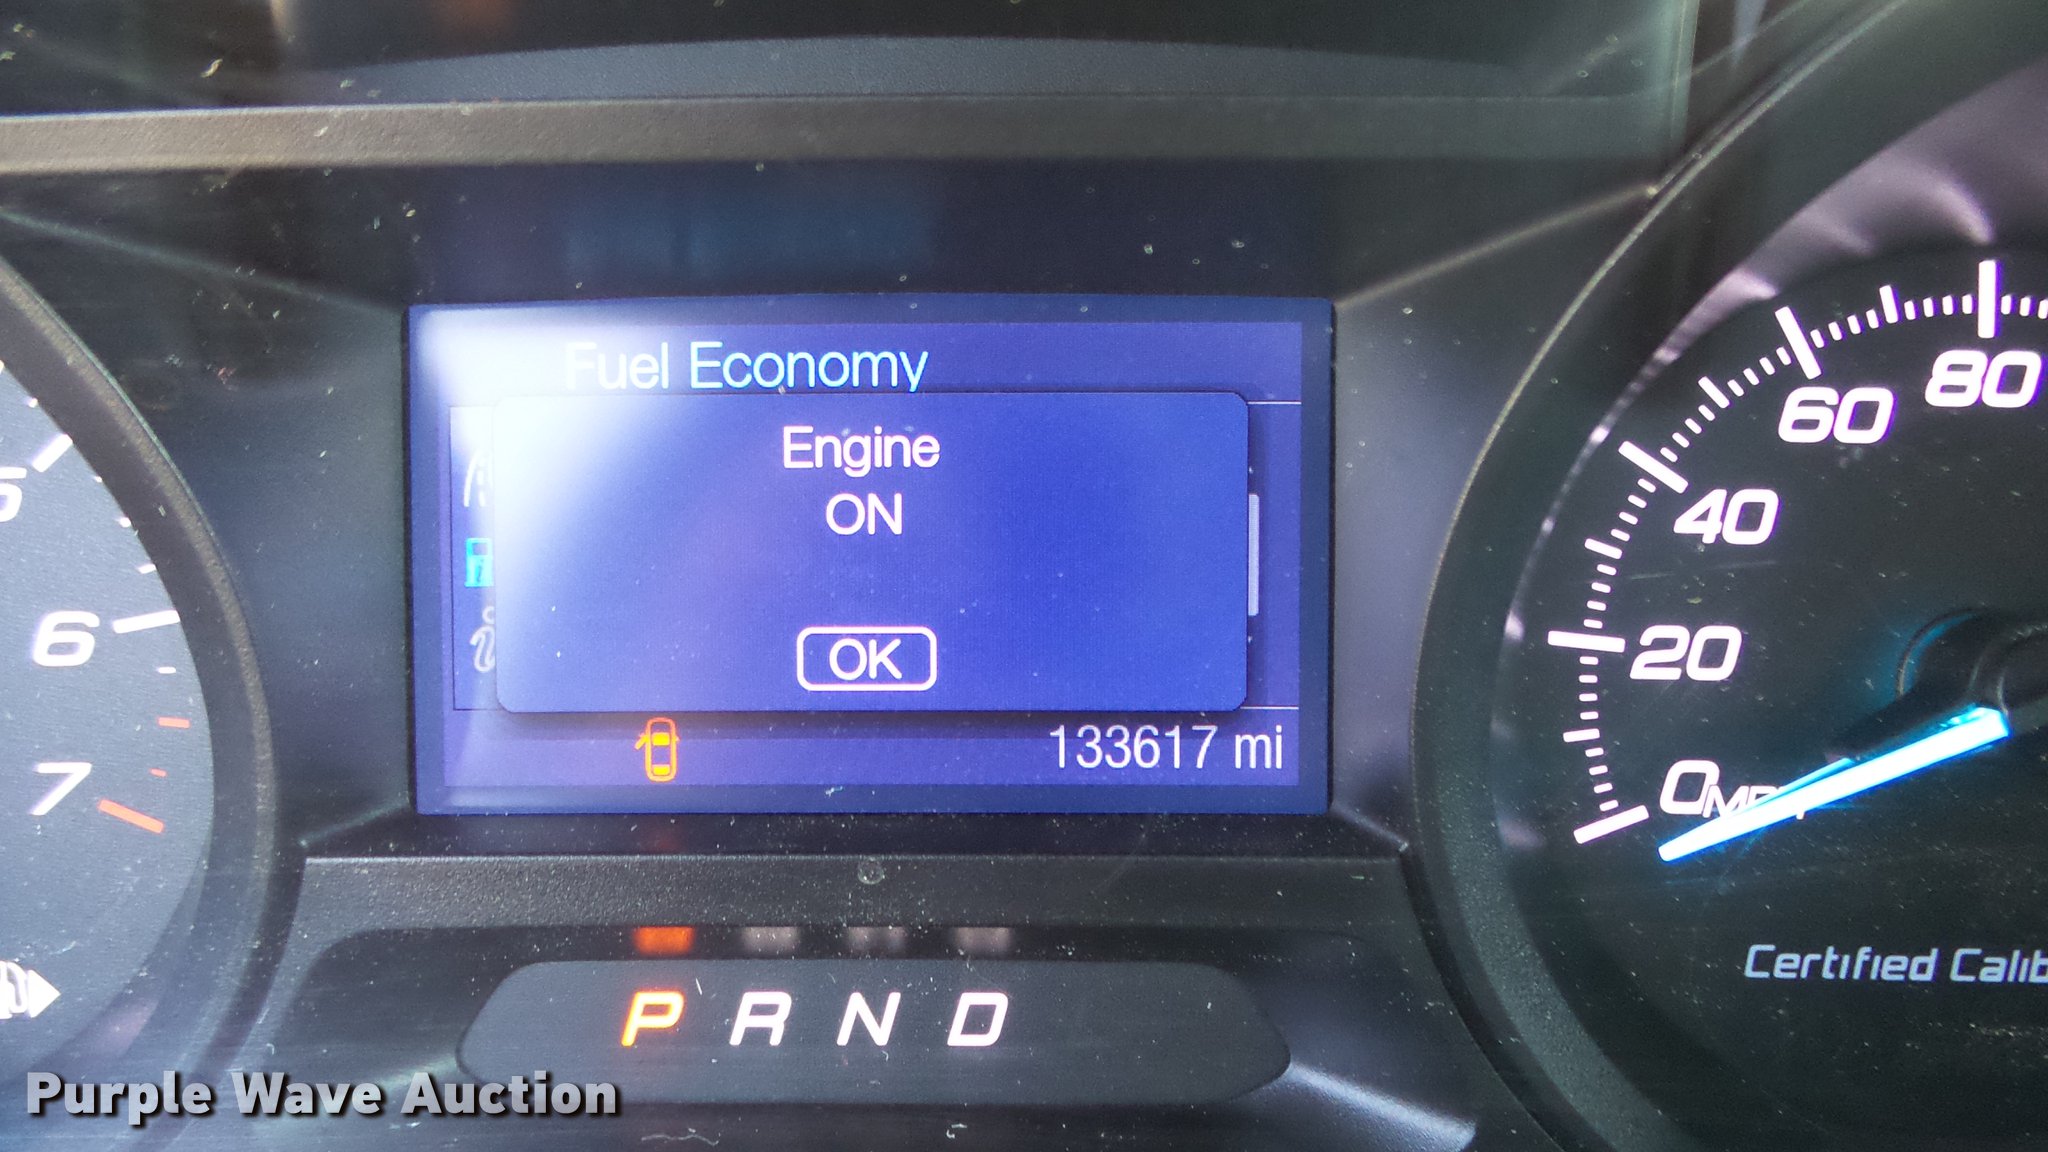 Fuel Economy
Engine
ON
OK
133617 mi
5
6
7
80
60
40
20
0
Certified Calib
P R N D
Purple Wave Auction